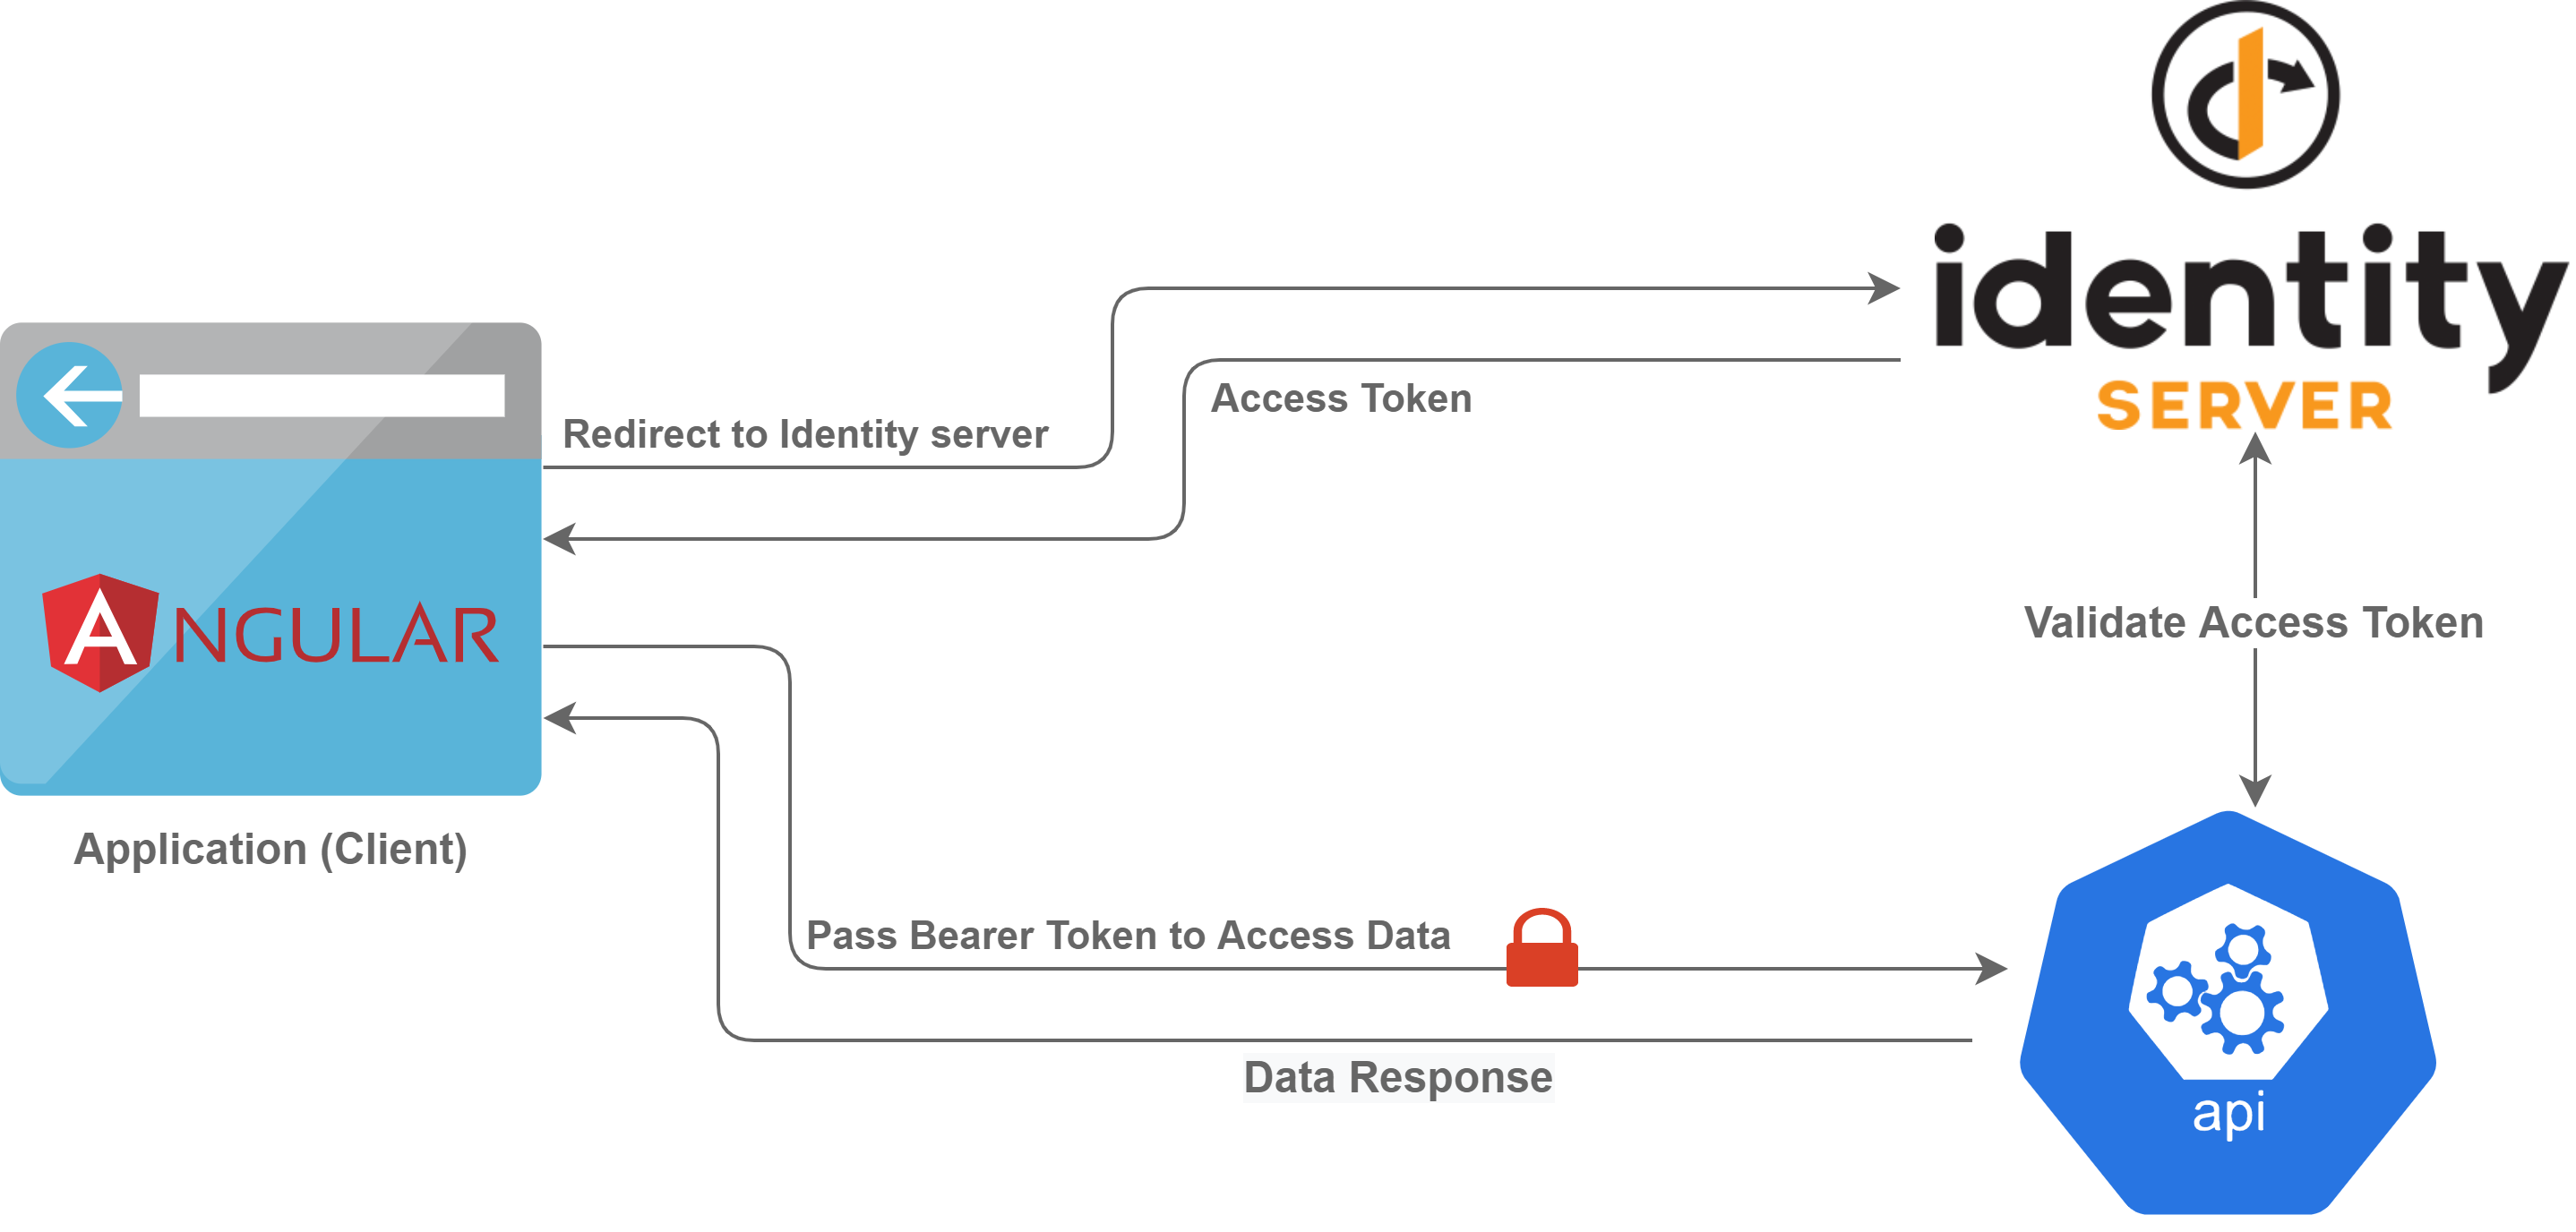 identity
SERVER
Redirect to Identity server
Access Token
ANGULAR
Application (Client)
Validate Access Token
Pass Bearer Token to Access Data
Data Response
api